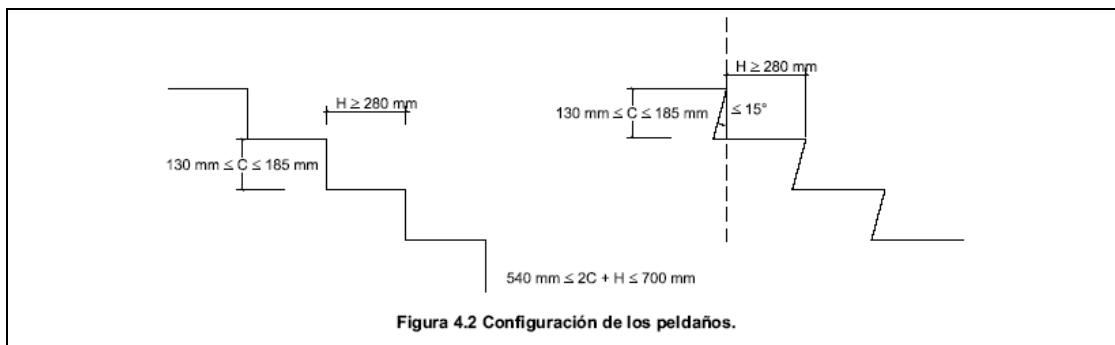 H ≥ 280 mm
130 mm ≤ C ≤ 185 mm
H ≥ 280 mm
130 mm ≤ C ≤ 185 mm
≤ 15°
540 mm ≤ 2C + H ≤ 700 mm
Figura 4.2 Configuración de los peldaños.